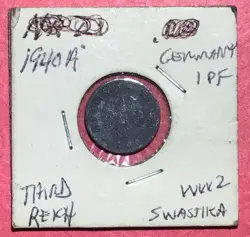 1940A
GERMANY
1 PF
THIRD
REICH
WW2
SWASTIKA